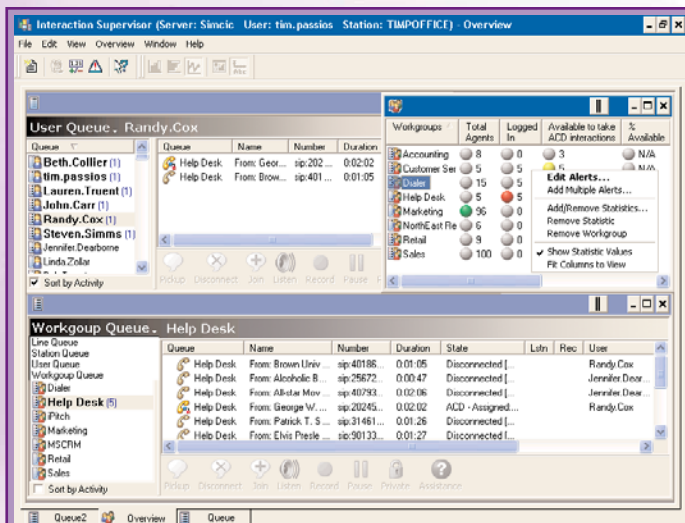 Interaction Supervisor (Server: Simcic User: tim.passios Station: TIMPOFFICE) - Overview
File Edit View Overview Window Help
User Queue. Randy.Cox
Queue
Beth.Collier (1)
tim.passios (1)
Lauren.Truent (1)
John.Carr (1)
Randy.Cox (1)
Steven.Simms (1)
Jennifer.Dearborne
Linda.Zollar
Sort by Activity
Queue Name Number Duration
Help Desk From: Geor... sip:202 ... 0:02:02
Help Desk From: Brow... sip:401 ... 0:01:05
Pickup Disconnect Join Listen Record Pause
Workgroups Total Agents Logged In Available to take ACD interactions % Available
Accounting 8 0 3 N/A
Customer Ser 5 5 5 N/A
Dialer 15 5
Help Desk 5 5
Marketing 96 0
NorthEast Re 6 0
Retail 9 0
Sales 100 0
Edit Alerts...
Add Multiple Alerts...
Add/Remove Statistics...
Remove Statistic
Remove Workgroup
Show Statistic Values
Fit Columns to View
Workgoup Queue. Help Desk
Line Queue
Station Queue
User Queue
Workgoup Queue
Dialer
Help Desk (5)
iPitch
Marketing
MSCRM
Retail
Sales
Sort by Activity
Queue Name Number Duration State Lstn Rec User
Help Desk From: Brown Univ ... sip:40186... 0:01:05 Disconnected [... Randy.Cox
Help Desk From: Alcoholic B... sip:25672... 0:00:47 Disconnected [... Jennifer.Dear...
Help Desk From: All-star Mov ... sip:40793... 0:02:06 Disconnected [... Jennifer.Dear...
Help Desk From: George W. ... sip:20245... 0:02:02 ACD - Assigned... Randy.Cox
Help Desk From: Patrick T. S ... sip:31461... 0:01:26 Disconnected (...
Help Desk From: Elvis Presle ... sip:90133... 0:01:27 Disconnected (...
Pickup Disconnect Join Listen Record Pause Private Assistance
Queue2 Overview Queue